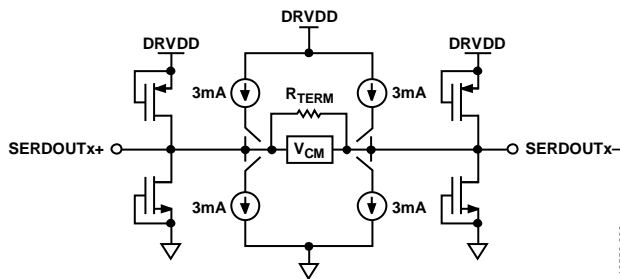 DRVDD
DRVDD
DRVDD
3mA
3mA
RTERM
SERDOUTx+
VCM
SERDOUTx–
3mA
3mA